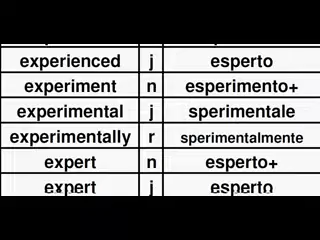 experienced j esperto
experiment n esperimento+
experimental j sperimentale
experimentally r sperimentalmente
expert n esperto+
expert j esperto